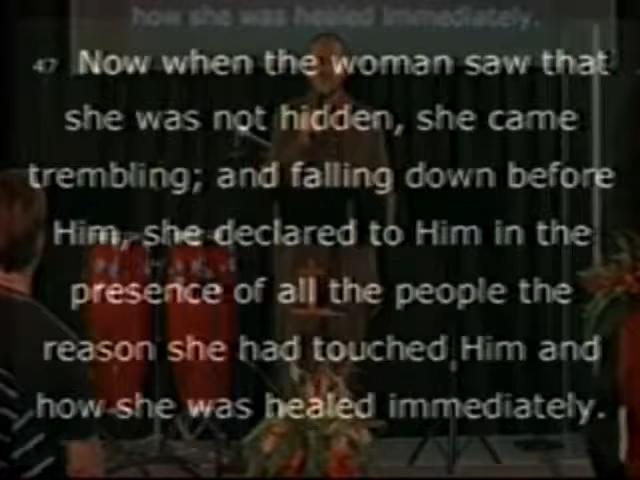 how she was healed immediately.
47 Now when the woman saw that
she was not hidden, she came
trembling; and falling down before
Him, she declared to Him in the
presence of all the people the
reason she had touched Him and
how she was healed immediately.